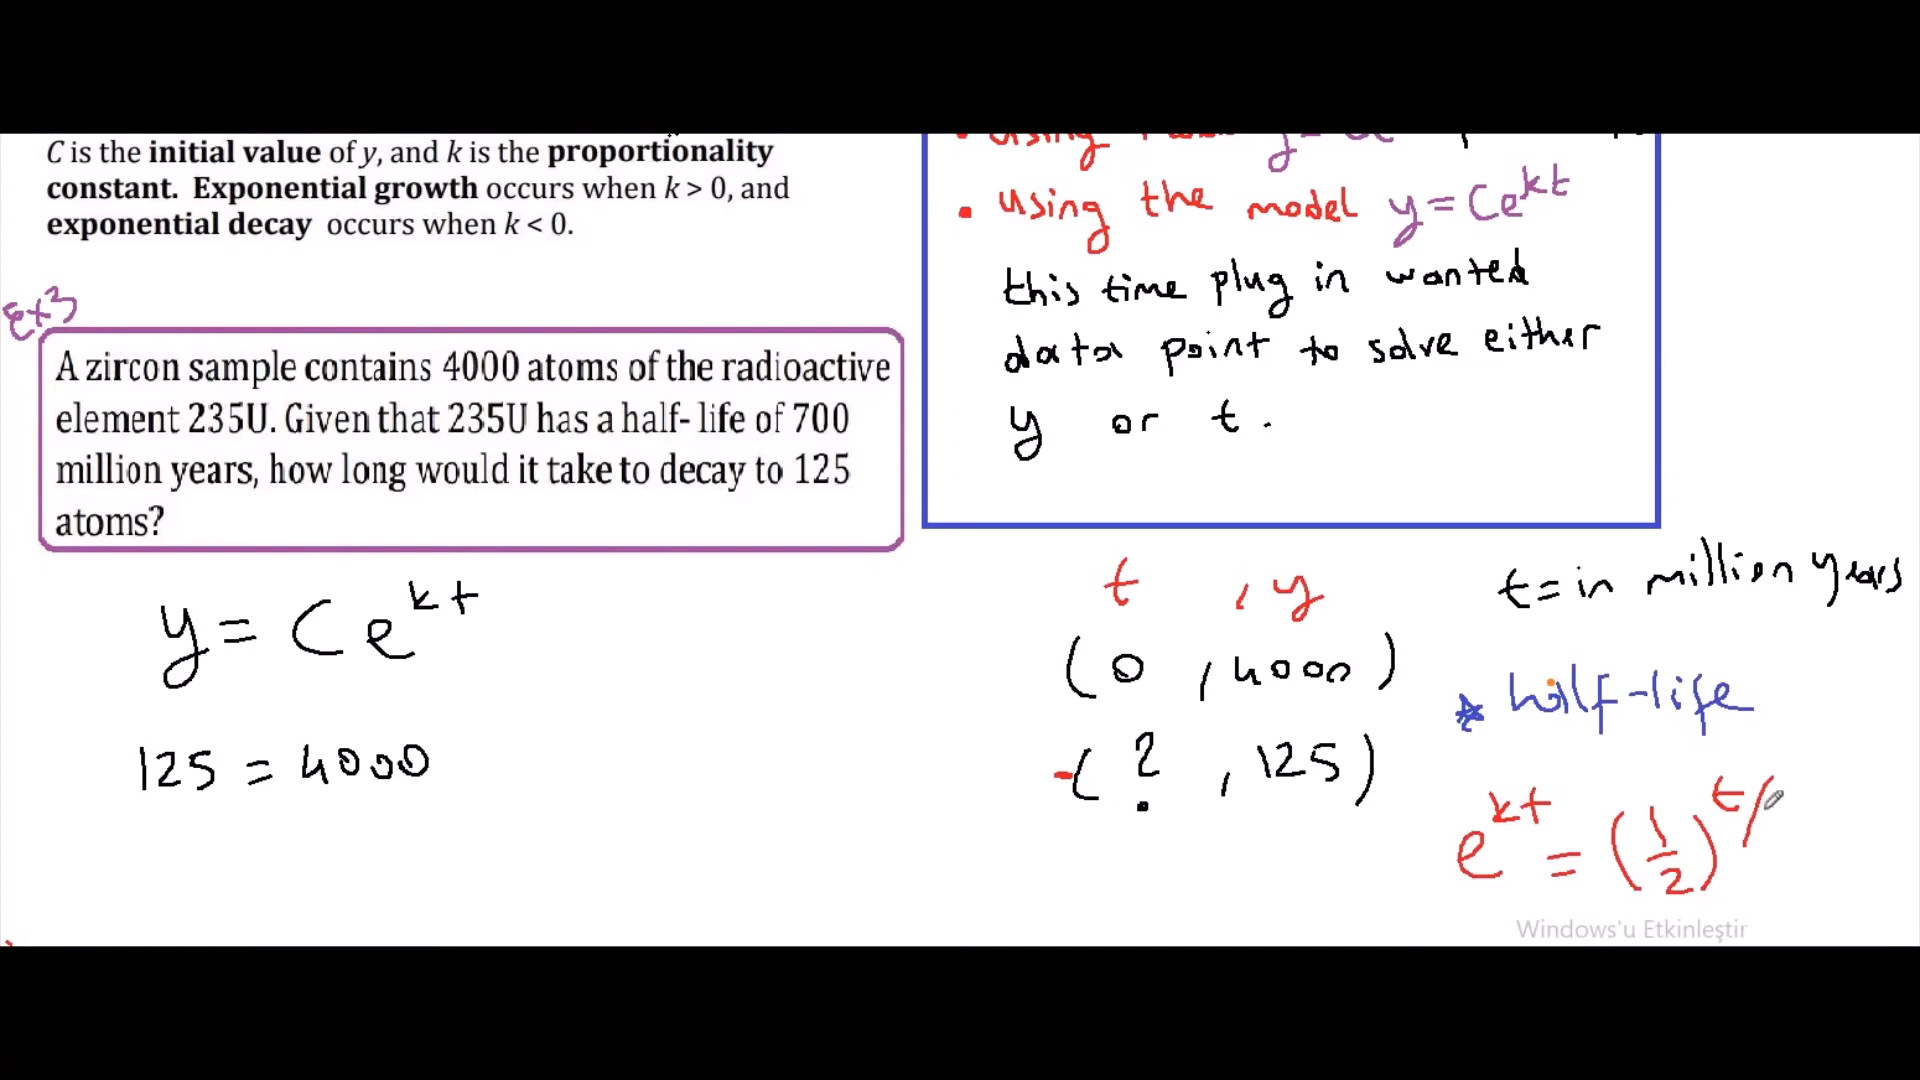 C is the initial value of y, and k is the proportionality
constant. Exponential growth occurs when k > 0, and
exponential decay occurs when k < 0.
Ex3
A zircon sample contains 4000 atoms of the radioactive
element 235U. Given that 235U has a half- life of 700
million years, how long would it take to decay to 125
atoms?
y = Ce^kt
125 = 4000
using y =
• using the model y = Ce^kt
this time plug in wanted
data point to solve either
y or t.
t , y
(0 , 4000)
-( ? , 125)
t = in million years
* half-life
e^kt = (1/2)^t/
Windows'u Etkinleştir